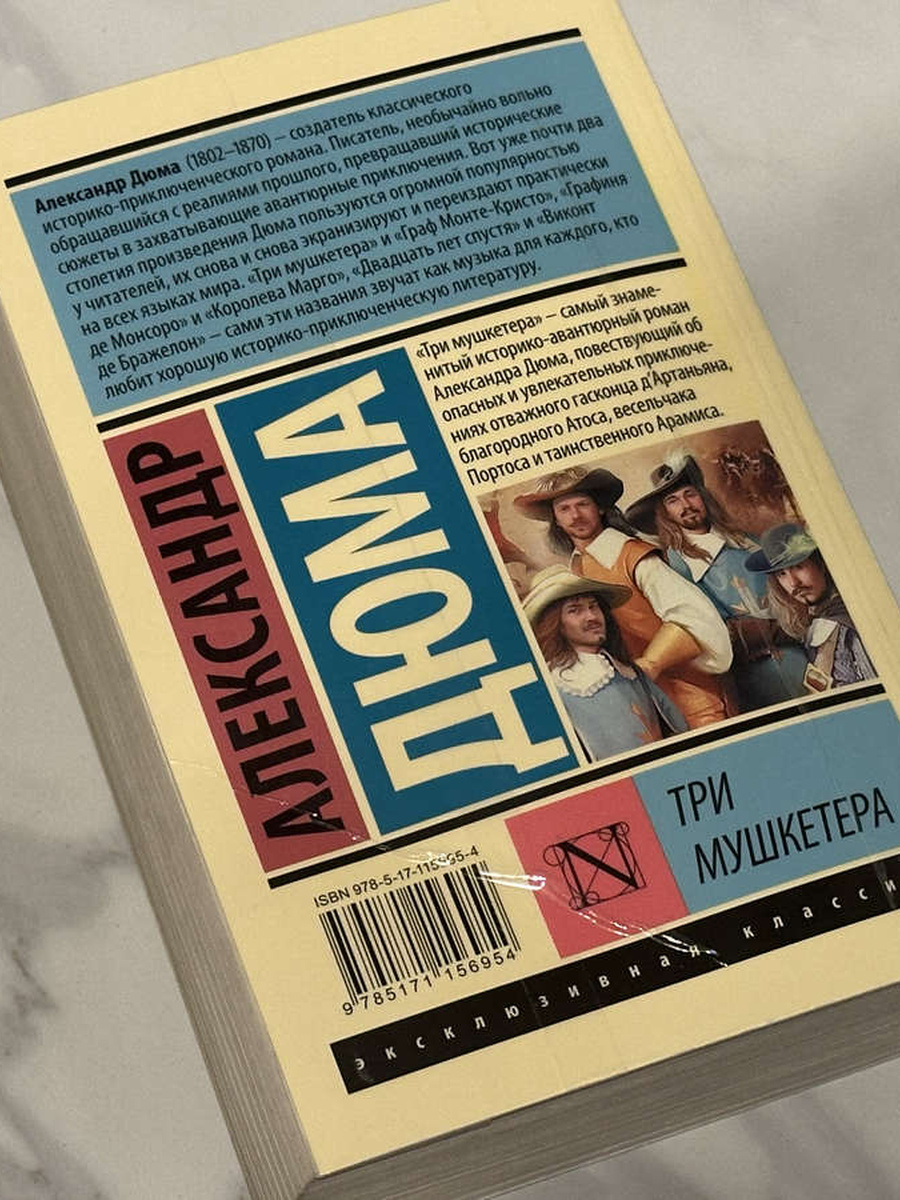 Александр Дюма (1802–1870) – создатель классического
историко-приключенческого романа. Писатель, необычайно вольно
обращавшийся с реалиями прошлого, превращавший исторические
сюжеты в захватывающие авантюрные приключения. Вот уже почти два
столетия произведения Дюма пользуются огромной популярностью
у читателей, их снова и снова экранизируют и переиздают практически
на всех языках мира. «Три мушкетера» и «Граф Монте-Кристо», «Графиня
де Монсоро» и «Королева Марго», «Двадцать лет спустя» и «Виконт
де Бражелон» – сами эти названия звучат как музыка для каждого, кто
любит хорошую историко-приключенческую литературу.
«Три мушкетера» – самый знаме-
нитый историко-авантюрный роман
Александра Дюма, повествующий об
опасных и увлекательных приключе-
ниях отважного гасконца д'Артаньяна,
благородного Атоса, весельчака
Портоса и таинственного Арамиса.
АЛЕКСАНДР
ДЮМА
N
ТРИ
МУШКЕТЕРА
ISBN 978-5-17-115695-4
9 785171 156954
эксклюзивная класси